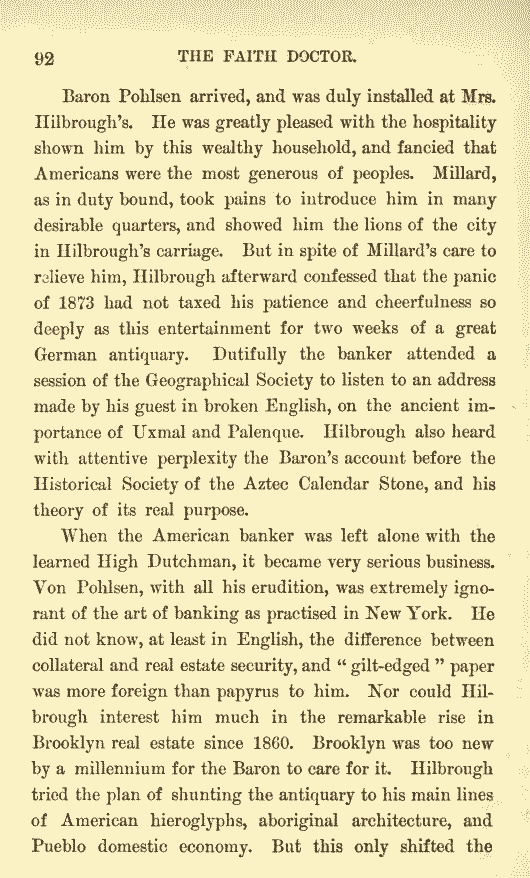 92 THE FAITH DOCTOR.
Baron Pohlsen arrived, and was duly installed at Mrs.
Hilbrough's. He was greatly pleased with the hospitality
shown him by this wealthy household, and fancied that
Americans were the most generous of peoples. Millard,
as in duty bound, took pains to introduce him in many
desirable quarters, and showed him the lions of the city
in Hilbrough's carriage. But in spite of Millard's care to
relieve him, Hilbrough afterward confessed that the panic
of 1873 had not taxed his patience and cheerfulness so
deeply as this entertainment for two weeks of a great
German antiquary. Dutifully the banker attended a
session of the Geographical Society to listen to an address
made by his guest in broken English, on the ancient im-
portance of Uxmal and Palenque. Hilbrough also heard
with attentive perplexity the Baron's account before the
Historical Society of the Aztec Calendar Stone, and his
theory of its real purpose.
When the American banker was left alone with the
learned High Dutchman, it became very serious business.
Von Pohlsen, with all his erudition, was extremely igno-
rant of the art of banking as practised in New York. He
did not know, at least in English, the difference between
collateral and real estate security, and " gilt-edged " paper
was more foreign than papyrus to him. Nor could Hil-
brough interest him much in the remarkable rise in
Brooklyn real estate since 1860. Brooklyn was too new
by a millennium for the Baron to care for it. Hilbrough
tried the plan of shunting the antiquary to his main lines
of American hieroglyphs, aboriginal architecture, and
Pueblo domestic economy. But this only shifted the